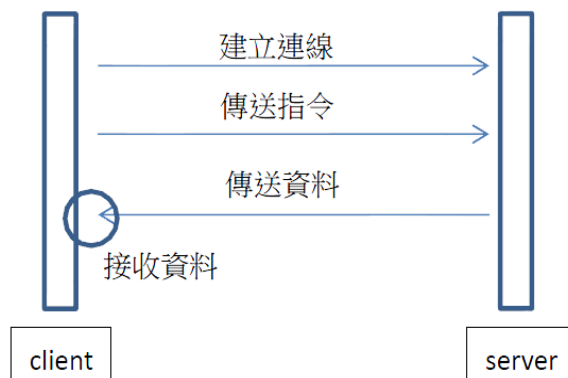 建立連線
傳送指令
傳送資料
接收資料
client
server